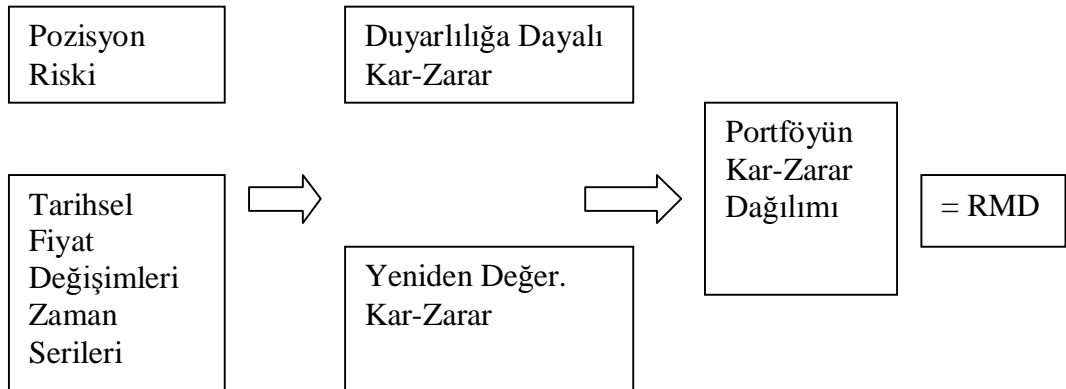 Pozisyon
Riski
Duyarlılığa Dayalı
Kar-Zarar
Tarihsel
Fiyat
Değişimleri
Zaman
Serileri
Yeniden Değer.
Kar-Zarar
Portföyün
Kar-Zarar
Dağılımı
= RMD